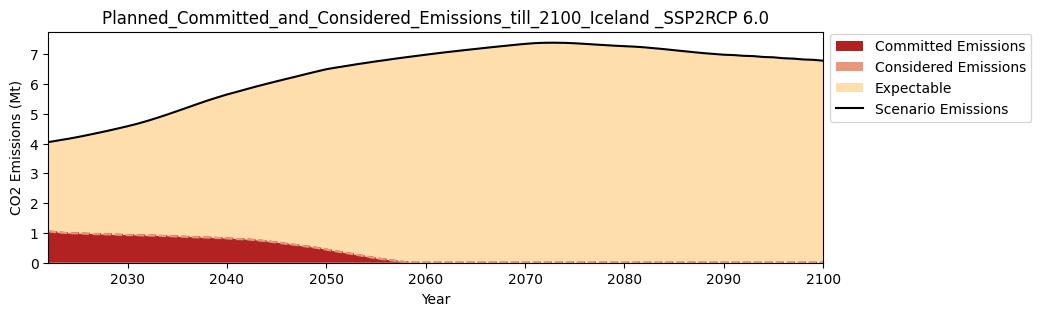 Planned_Committed_and_Considered_Emissions_till_2100_Iceland _SSP2RCP 6.0
CO2 Emissions (Mt)
7
6
5
4
3
2
1
0
2030
2040
2050
2060
2070
2080
2090
2100
Year
Committed Emissions
Considered Emissions
Expectable
Scenario Emissions